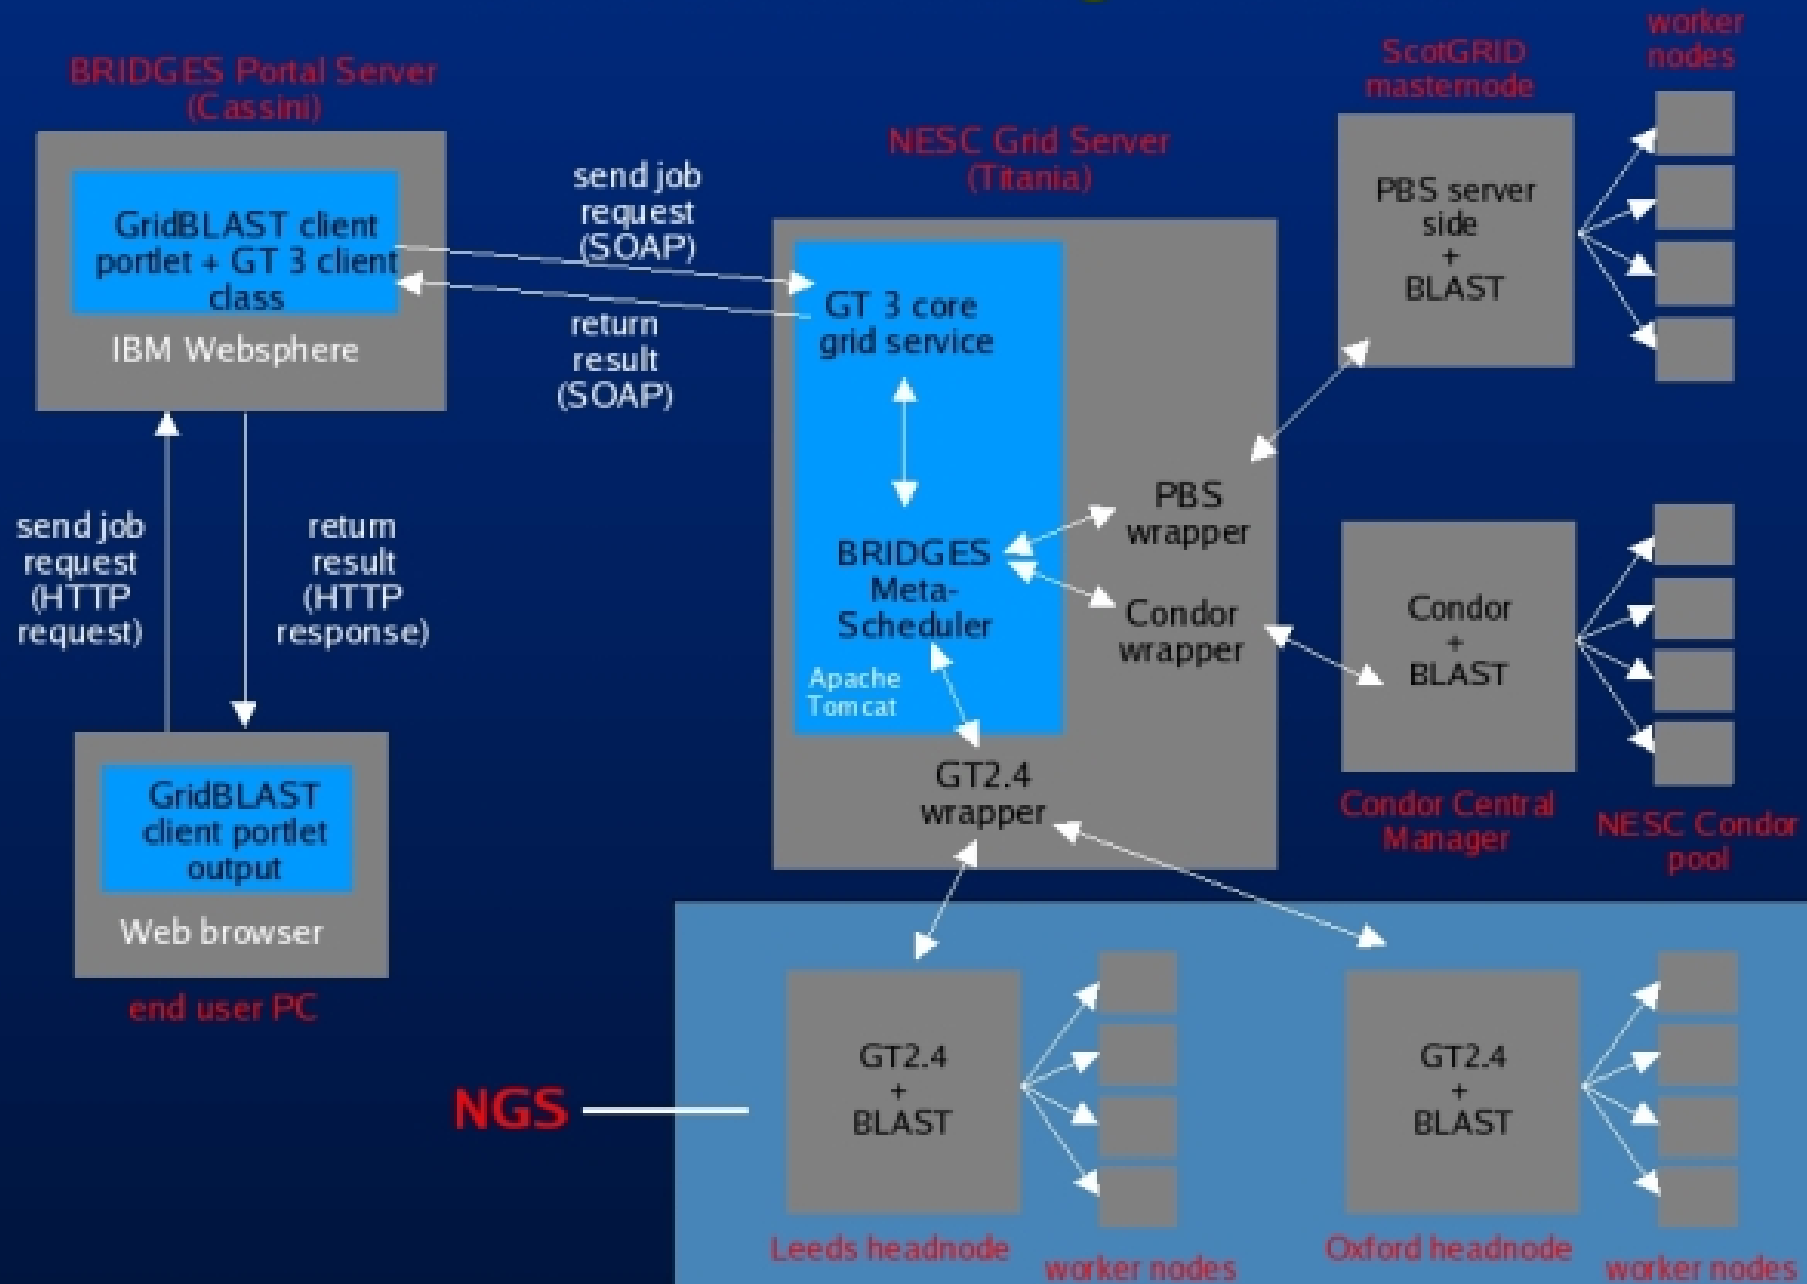 BRIDGES Portal Server
(Cassini)
GridBLAST client
portlet + GT 3 client
class
IBM Websphere
send job
request
(SOAP)
return
result
(SOAP)
send job
request
(HTTP
request)
return
result
(HTTP
response)
GridBLAST
client portlet
output
Web browser
end user PC
NESC Grid Server
(Titania)
GT 3 core
grid service
BRIDGES
Meta-
Scheduler
Apache
Tomcat
PBS
wrapper
Condor
wrapper
GT2.4
wrapper
ScotGRID
masternode
worker
nodes
PBS server
side
+
BLAST
Condor
+
BLAST
Condor Central
Manager
NESC Condor
pool
NGS
GT2.4
+
BLAST
Leeds headnode
worker nodes
GT2.4
+
BLAST
Oxford headnode
worker nodes